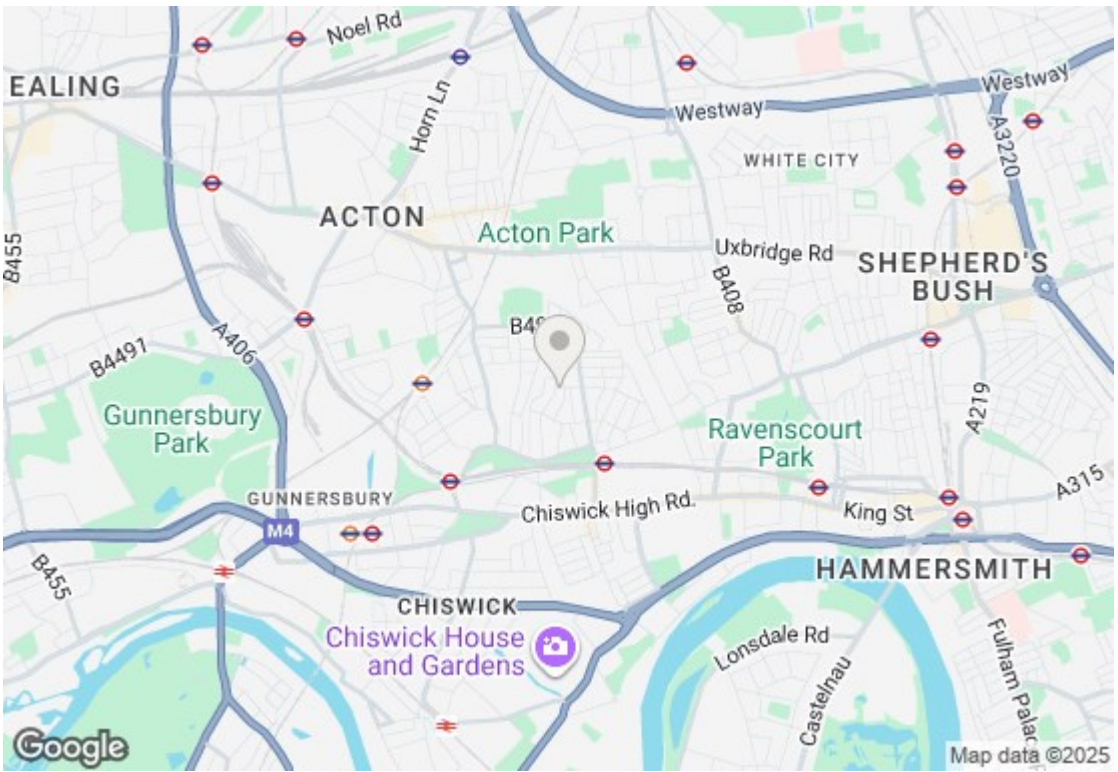 Noel Rd
EALING
Horn Ln
Westway
Westway
A3220
WHITE CITY
ACTON
Acton Park
Uxbridge Rd
B455
SHEPHERD'S
BUSH
B408
A406
B4491
Gunnersbury
Park
A219
Ravenscourt
Park
GUNNERSBURY
A315
Chiswick High Rd.
King St
M4
B455
HAMMERSMITH
CHISWICK
Chiswick House
and Gardens
Lonsdale Rd
Castelnau
Fulham
Google
Map data ©2025